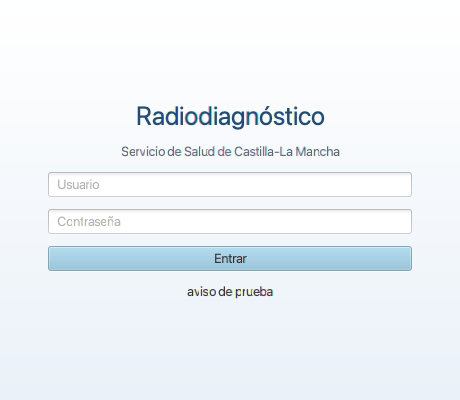 Radiodiagnóstico
Servicio de Salud de Castilla-La Mancha
Usuario
Contraseña
Entrar
aviso de prueba